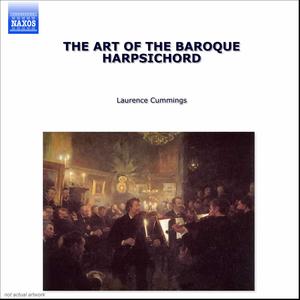 NAXOS
THE ART OF THE BAROQUE
HARPSICHORD
Laurence Cummings
not actual artwork